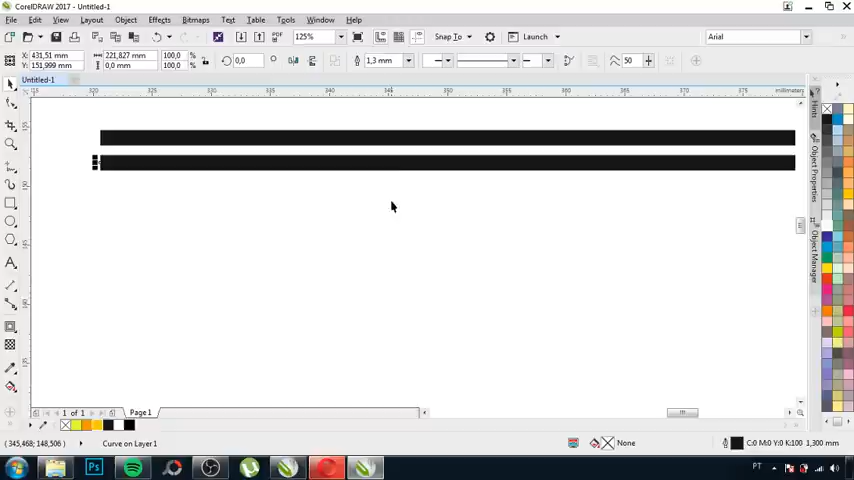 CorelDRAW 2017 - Untitled-1
File Edit View Layout Object Effects Bitmaps Text Table Tools Window Help
PDF 125% Snap To Launch Arial
X: 431,51 mm 221,827 mm 100,0 % 0,0 1,3 mm 50
Y: 151,999 mm 0,0 mm 100,0 %
Untitled-1
320 325 330 335 340 345 350 355 360 365 370 375 millimeters
Hints
Object Properties
Object Manager
1 of 1 Page 1
(345,468; 148,506) Curve on Layer 1 None C:0 M:0 Y:0 K:100 1,300 mm
Ps PT